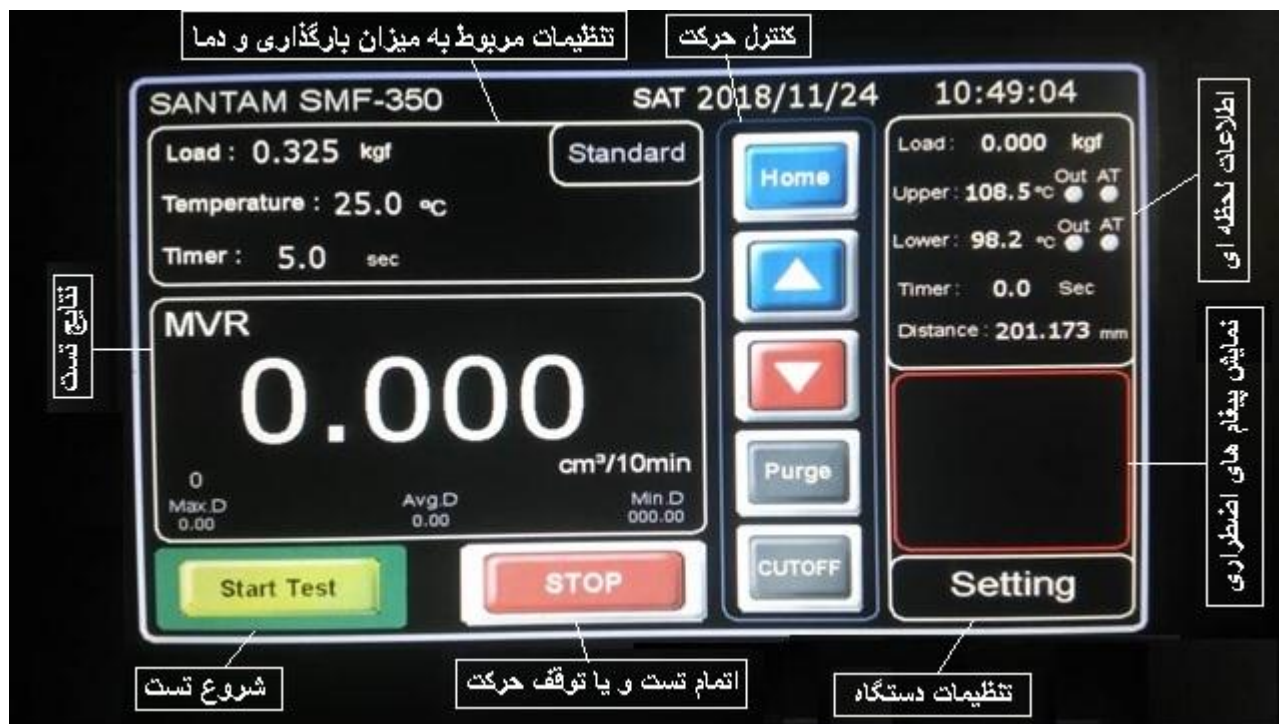 تنظیمات مربوط به میزان بارگذاری و دما
کنترل حرکت
SANTAM SMF-350 SAT 2018/11/24 10:49:04
Load : 0.325 kgf
Standard
Temperature : 25.0 °C
Timer : 5.0 sec
MVR
0.000
cm³/10min
0
Max.D Avg.D Min.D
0.00 0.00 000.00
Start Test
STOP
Home
Purge
CUTOFF
Load : 0.000 kgf
Out AT
Upper : 108.5 °C
Out AT
Lower : 98.2 °C
Timer : 0.0 Sec
Distance : 201.173 mm
Setting
اطلاعات لحظه ای
نمایش پیغام های اضطراری
نتایج تست
شروع تست
اتمام تست و یا توقف حرکت
تنظیمات دستگاه